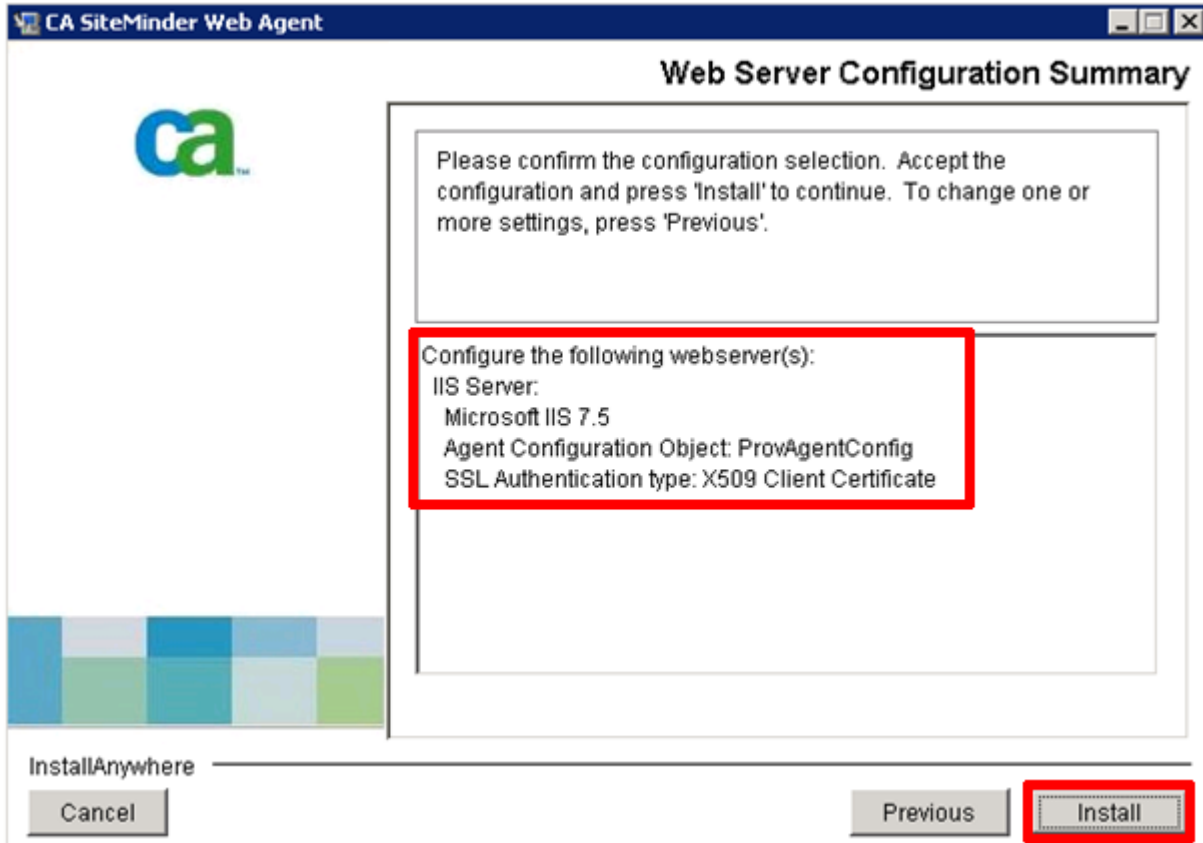 CA SiteMinder Web Agent
Web Server Configuration Summary
ca™
Please confirm the configuration selection. Accept the
configuration and press 'Install' to continue. To change one or
more settings, press 'Previous'.
Configure the following webserver(s):
IIS Server:
Microsoft IIS 7.5
Agent Configuration Object: ProvAgentConfig
SSL Authentication type: X509 Client Certificate
InstallAnywhere
Cancel
Previous
Install